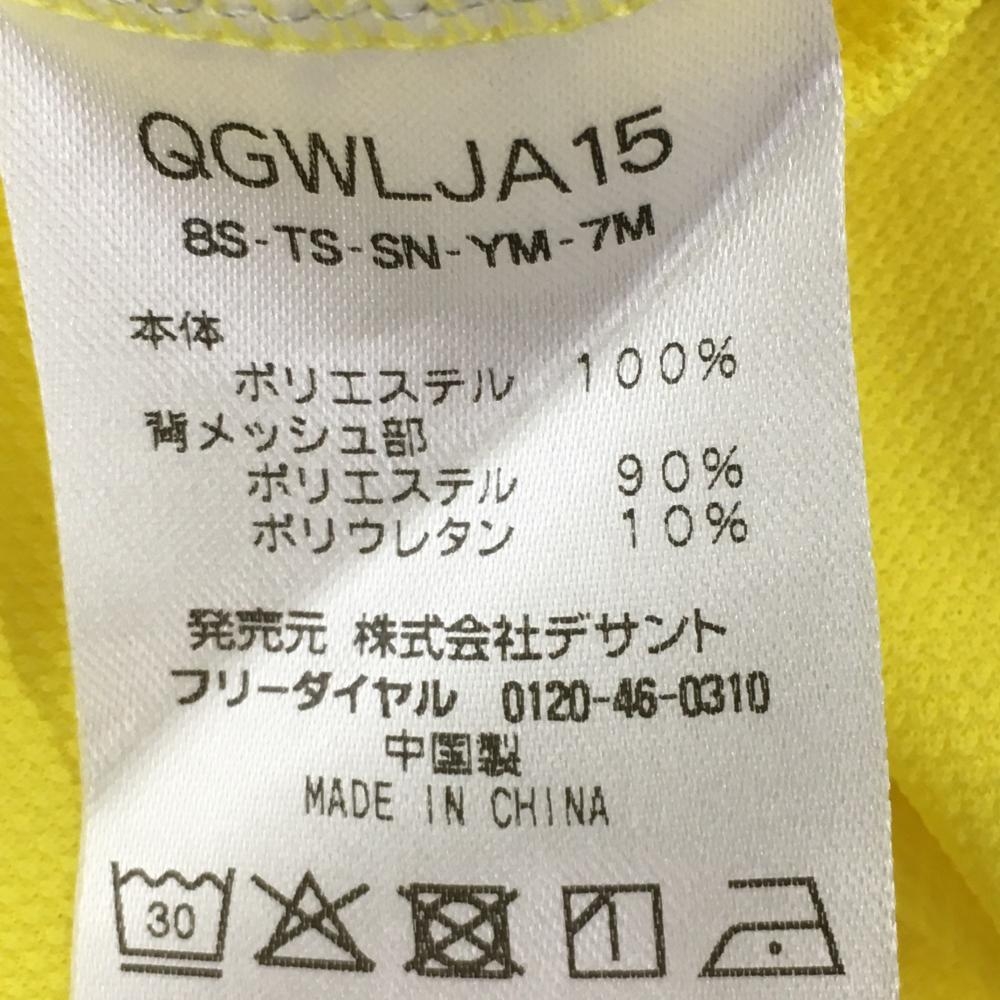 QGWLJA15
8S-TS-SN-YM-7M
本体
ポリエステル 100%
背メッシュ部
ポリエステル 90%
ポリウレタン 10%
発売元 株式会社デサント
フリーダイヤル 0120-46-0310
中国製
MADE IN CHINA
30